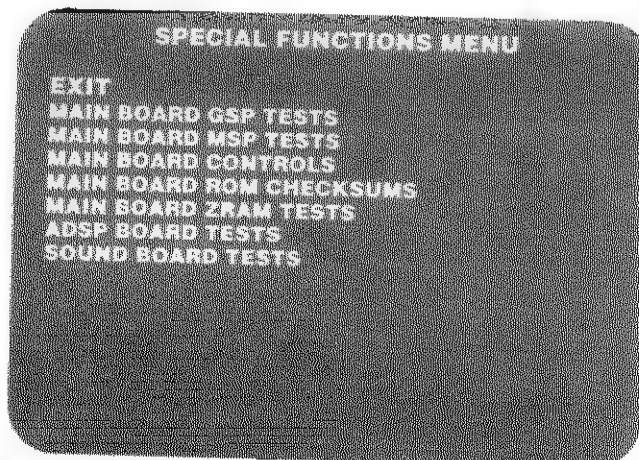 SPECIAL FUNCTIONS MENU
EXIT
MAIN BOARD GSP TESTS
MAIN BOARD MSP TESTS
MAIN BOARD CONTROLS
MAIN BOARD ROM CHECKSUMS
MAIN BOARD ZRAM TESTS
ADSP BOARD TESTS
SOUND BOARD TESTS